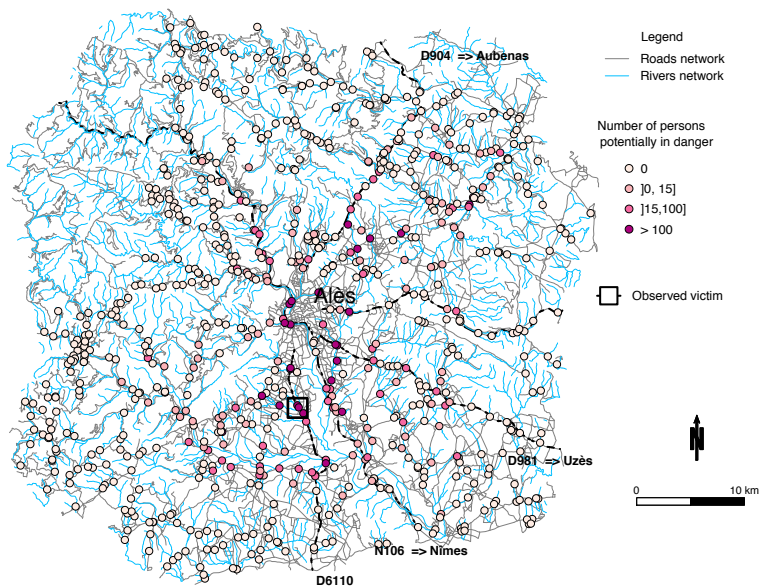 Legend
D904 => Aubenas
Roads network
Rivers network
Number of persons
potentially in danger
0
]0, 15]
]15,100]
> 100
Alès
Observed victim
N
D981 => Uzès
0
10 km
N106 => Nîmes
D6110